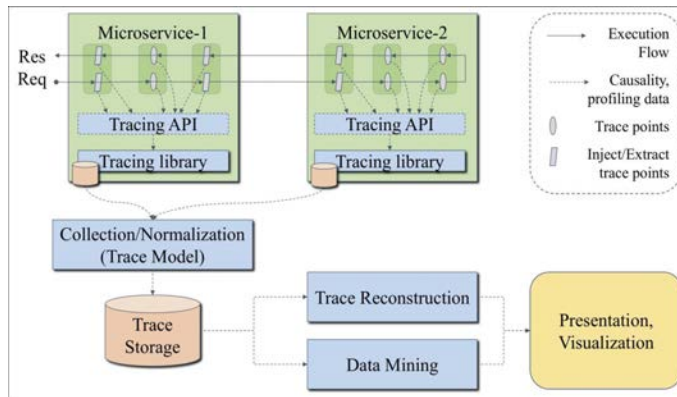 Microservice-1
Microservice-2
Res
Req
Tracing API
Tracing API
Tracing library
Tracing library
Execution
Flow
Causality,
profiling data
Trace points
Inject/Extract
trace points
Collection/Normalization
(Trace Model)
Trace
Storage
Trace Reconstruction
Data Mining
Presentation,
Visualization